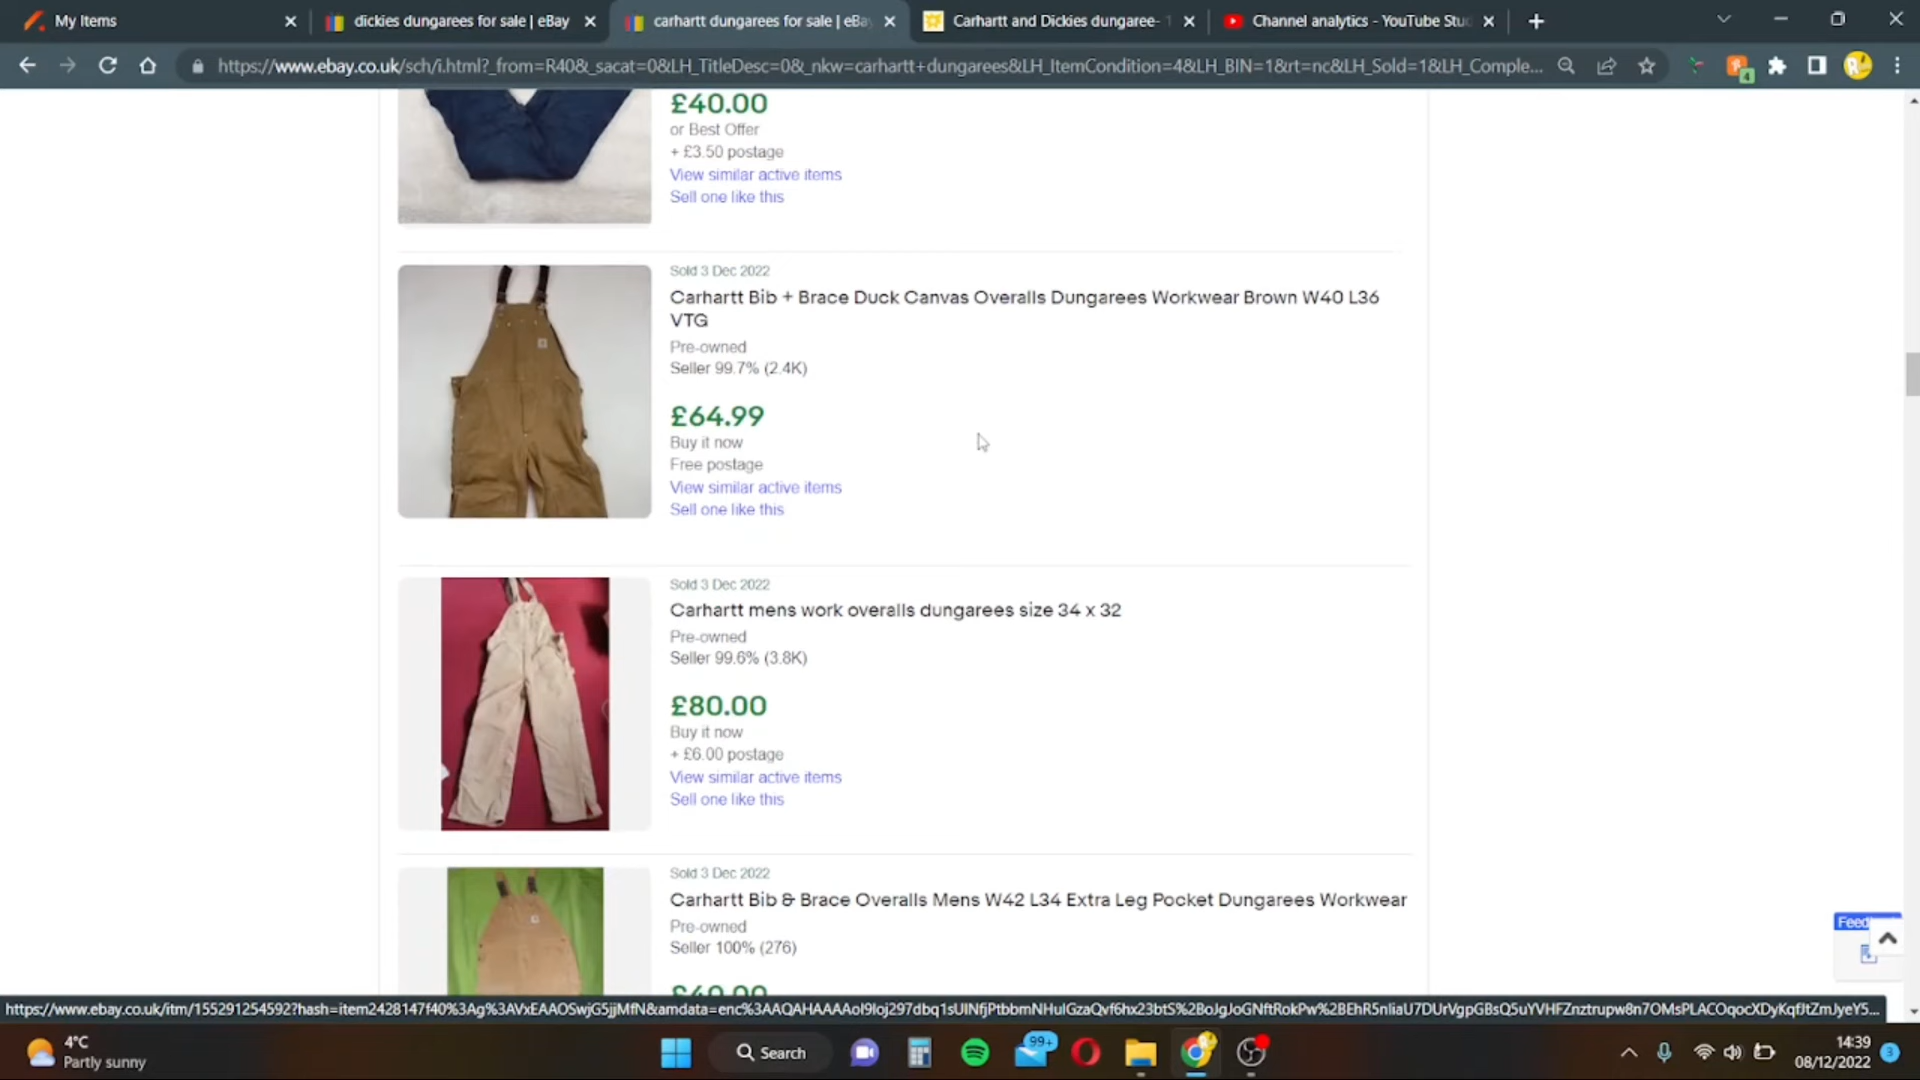 My Items
dickies dungarees for sale | eBay
carhartt dungarees for sale | eBa
Carhartt and Dickies dungaree- 1
Channel analytics - YouTube Stu
https://www.ebay.co.uk/sch/i.html?_from=R40&_sacat=0&LH_TitleDesc=0&_nkw=carhartt+dungarees&LH_ItemCondition=4&LH_BIN=1&rt=nc&LH_Sold=1&LH_Comple...
4
£40.00
or Best Offer
+ £3.50 postage
View similar active items
Sell one like this
Sold 3 Dec 2022
Carhartt Bib + Brace Duck Canvas Overalls Dungarees Workwear Brown W40 L36
VTG
Pre-owned
Seller 99.7% (2.4K)
£64.99
Buy it now
Free postage
View similar active items
Sell one like this
Sold 3 Dec 2022
Carhartt mens work overalls dungarees size 34 x 32
Pre-owned
Seller 99.6% (3.8K)
£80.00
Buy it now
+ £6.00 postage
View similar active items
Sell one like this
Sold 3 Dec 2022
Carhartt Bib & Brace Overalls Mens W42 L34 Extra Leg Pocket Dungarees Workwear
Pre-owned
Seller 100% (276)
£40.00
Feed
4°C
Partly sunny
Search
99+
14:39
08/12/2022
3